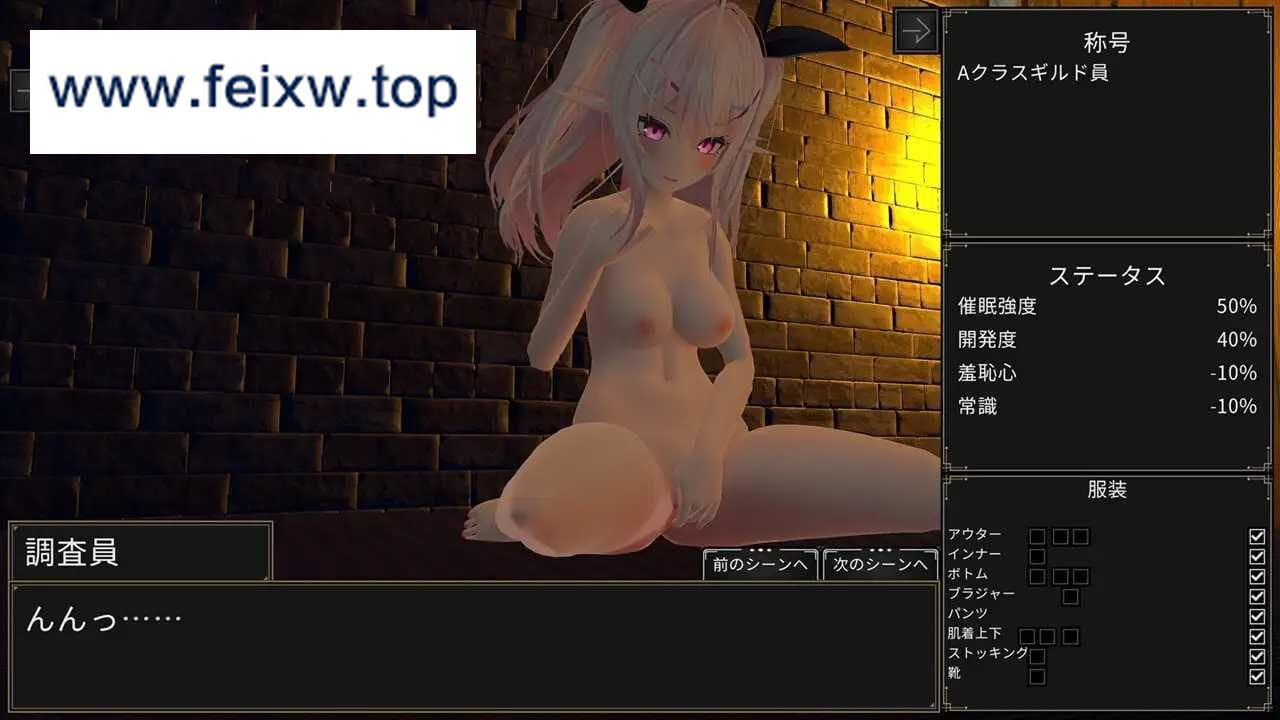 www.feixw.top
称号
Aクラスギルド員
ステータス
催眠強度 50%
開発度 40%
羞恥心 -10%
常識 -10%
服装
アウター
インナー
ボトム
ブラジャー
パンツ
肌着上下
ストッキング
靴
調査員
前のシーンへ 次のシーンへ
んんっ……